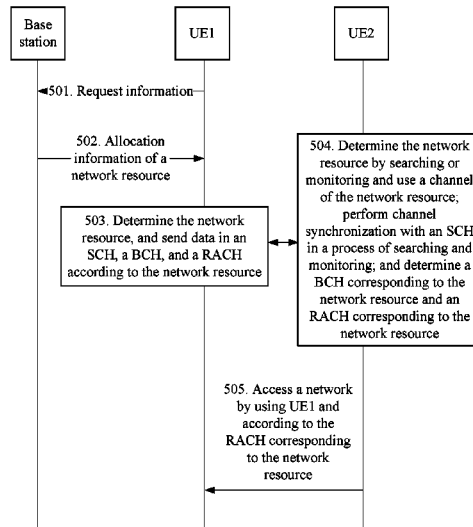 Base
station
UE1
UE2
501. Request information
502. Allocation
information of a
network resource
503. Determine the network
resource, and send data in an
SCH, a BCH, and a RACH
according to the network resource
504. Determine the network
resource by searching or
monitoring and use a channel
of the network resource;
perform channel
synchronization with an SCH
in a process of searching and
monitoring; and determine a
BCH corresponding to the
network resource and an
RACH corresponding to the
network resource
505. Access a network
by using UE1 and
according to the
RACH corresponding
to the network
resource